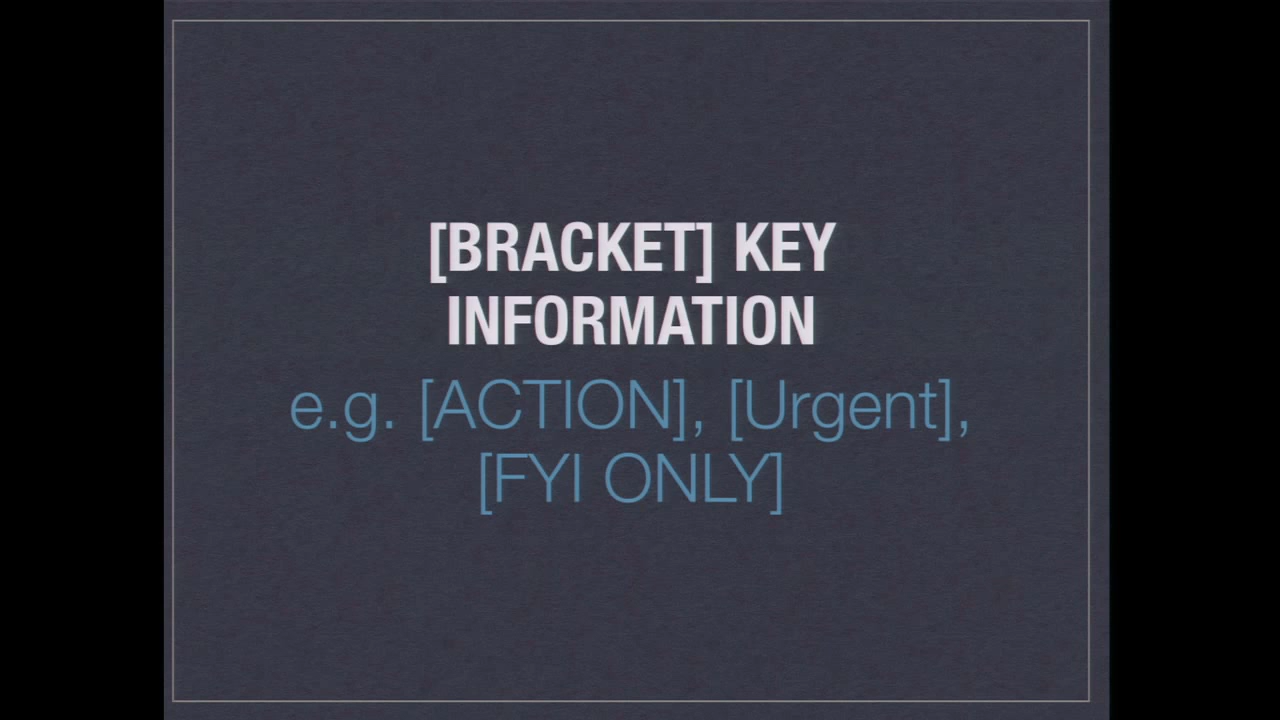 [BRACKET] KEY
INFORMATION
e.g. [ACTION], [Urgent],
[FYI ONLY]